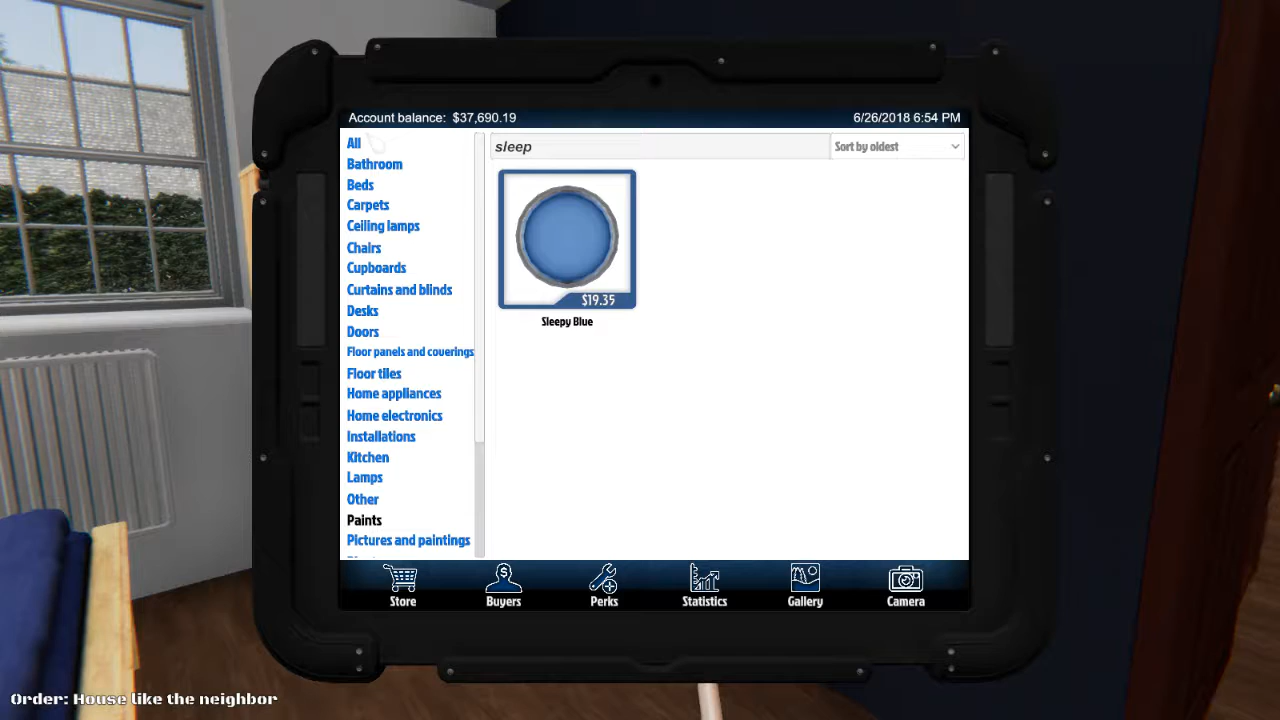 Account balance: $37,690.19
6/26/2018 6:54 PM
All
Bathroom
Beds
Carpets
Ceiling lamps
Chairs
Cupboards
Curtains and blinds
Desks
Doors
Floor panels and coverings
Floor tiles
Home appliances
Home electronics
Installations
Kitchen
Lamps
Other
Paints
Pictures and paintings
sleep
Sort by oldest
$19.35
Sleepy Blue
Store
Buyers
Perks
Statistics
Gallery
Camera
Order: House like the neighbor